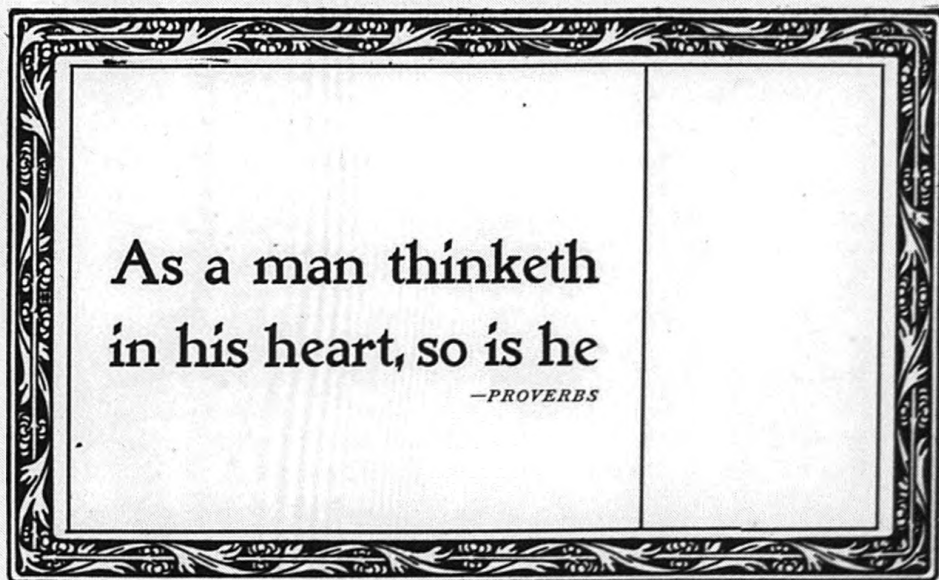 As a man thinketh
in his heart, so is he
—PROVERBS